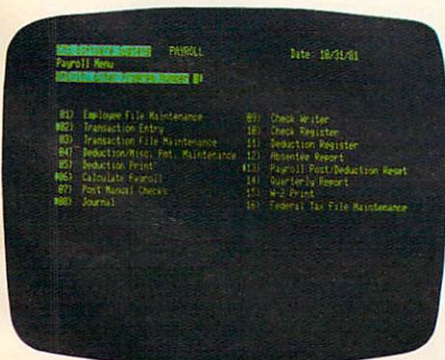 PAYROLL Date: 10/31/81
Payroll Menu
01) Employee File Maintenance
*02) Transaction Entry
03) Transaction File Maintenance
04) Deduction/Misc. Pmt. Maintenance
05) Deduction Print
*06) Calculate Payroll
07) Post Manual Checks
*08) Journal
09) Check Writer
10) Check Register
11) Deduction Register
12) Absentee Report
*13) Payroll Post/Deduction Reset
14) Quarterly Report
15) W-2 Print
16) Federal Tax File Maintenance